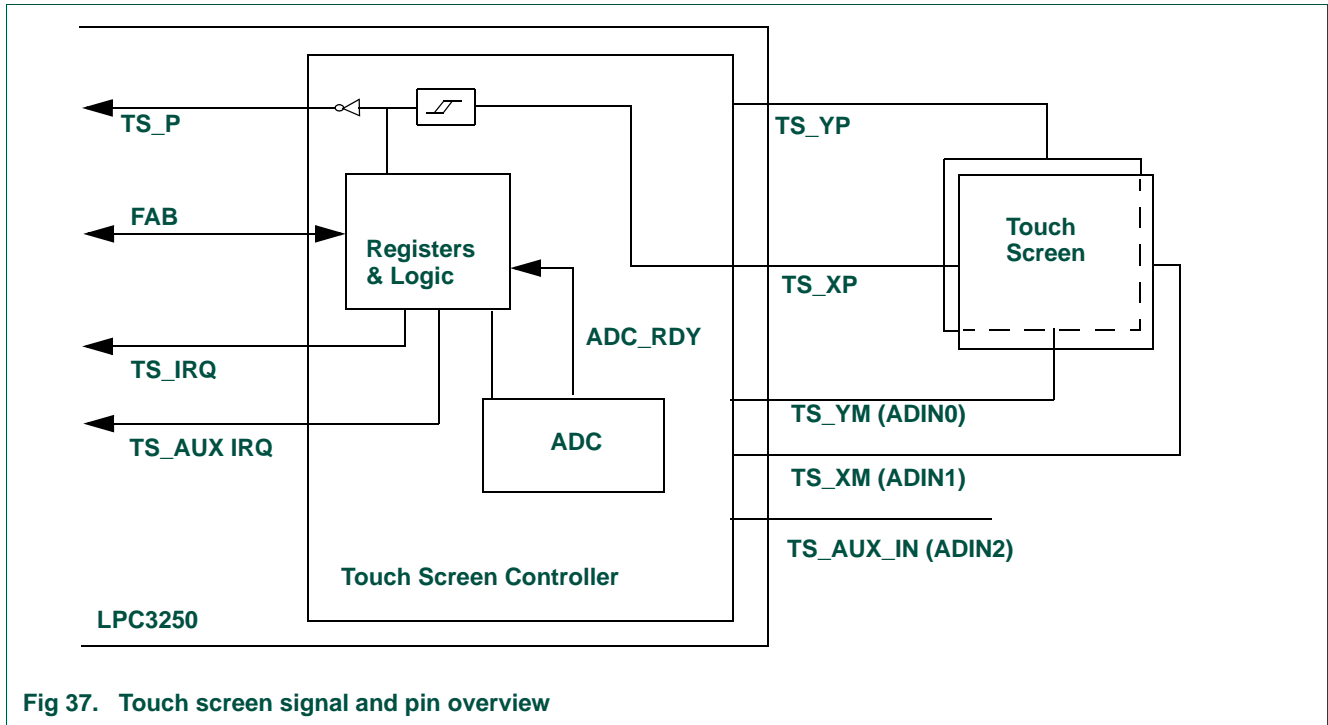 TS_P
TS_YP
FAB
Registers
& Logic
Touch
Screen
TS_XP
ADC_RDY
TS_IRQ
TS_YM (ADIN0)
TS_AUX IRQ
ADC
TS_XM (ADIN1)
TS_AUX_IN (ADIN2)
Touch Screen Controller
LPC3250
Fig 37. Touch screen signal and pin overview